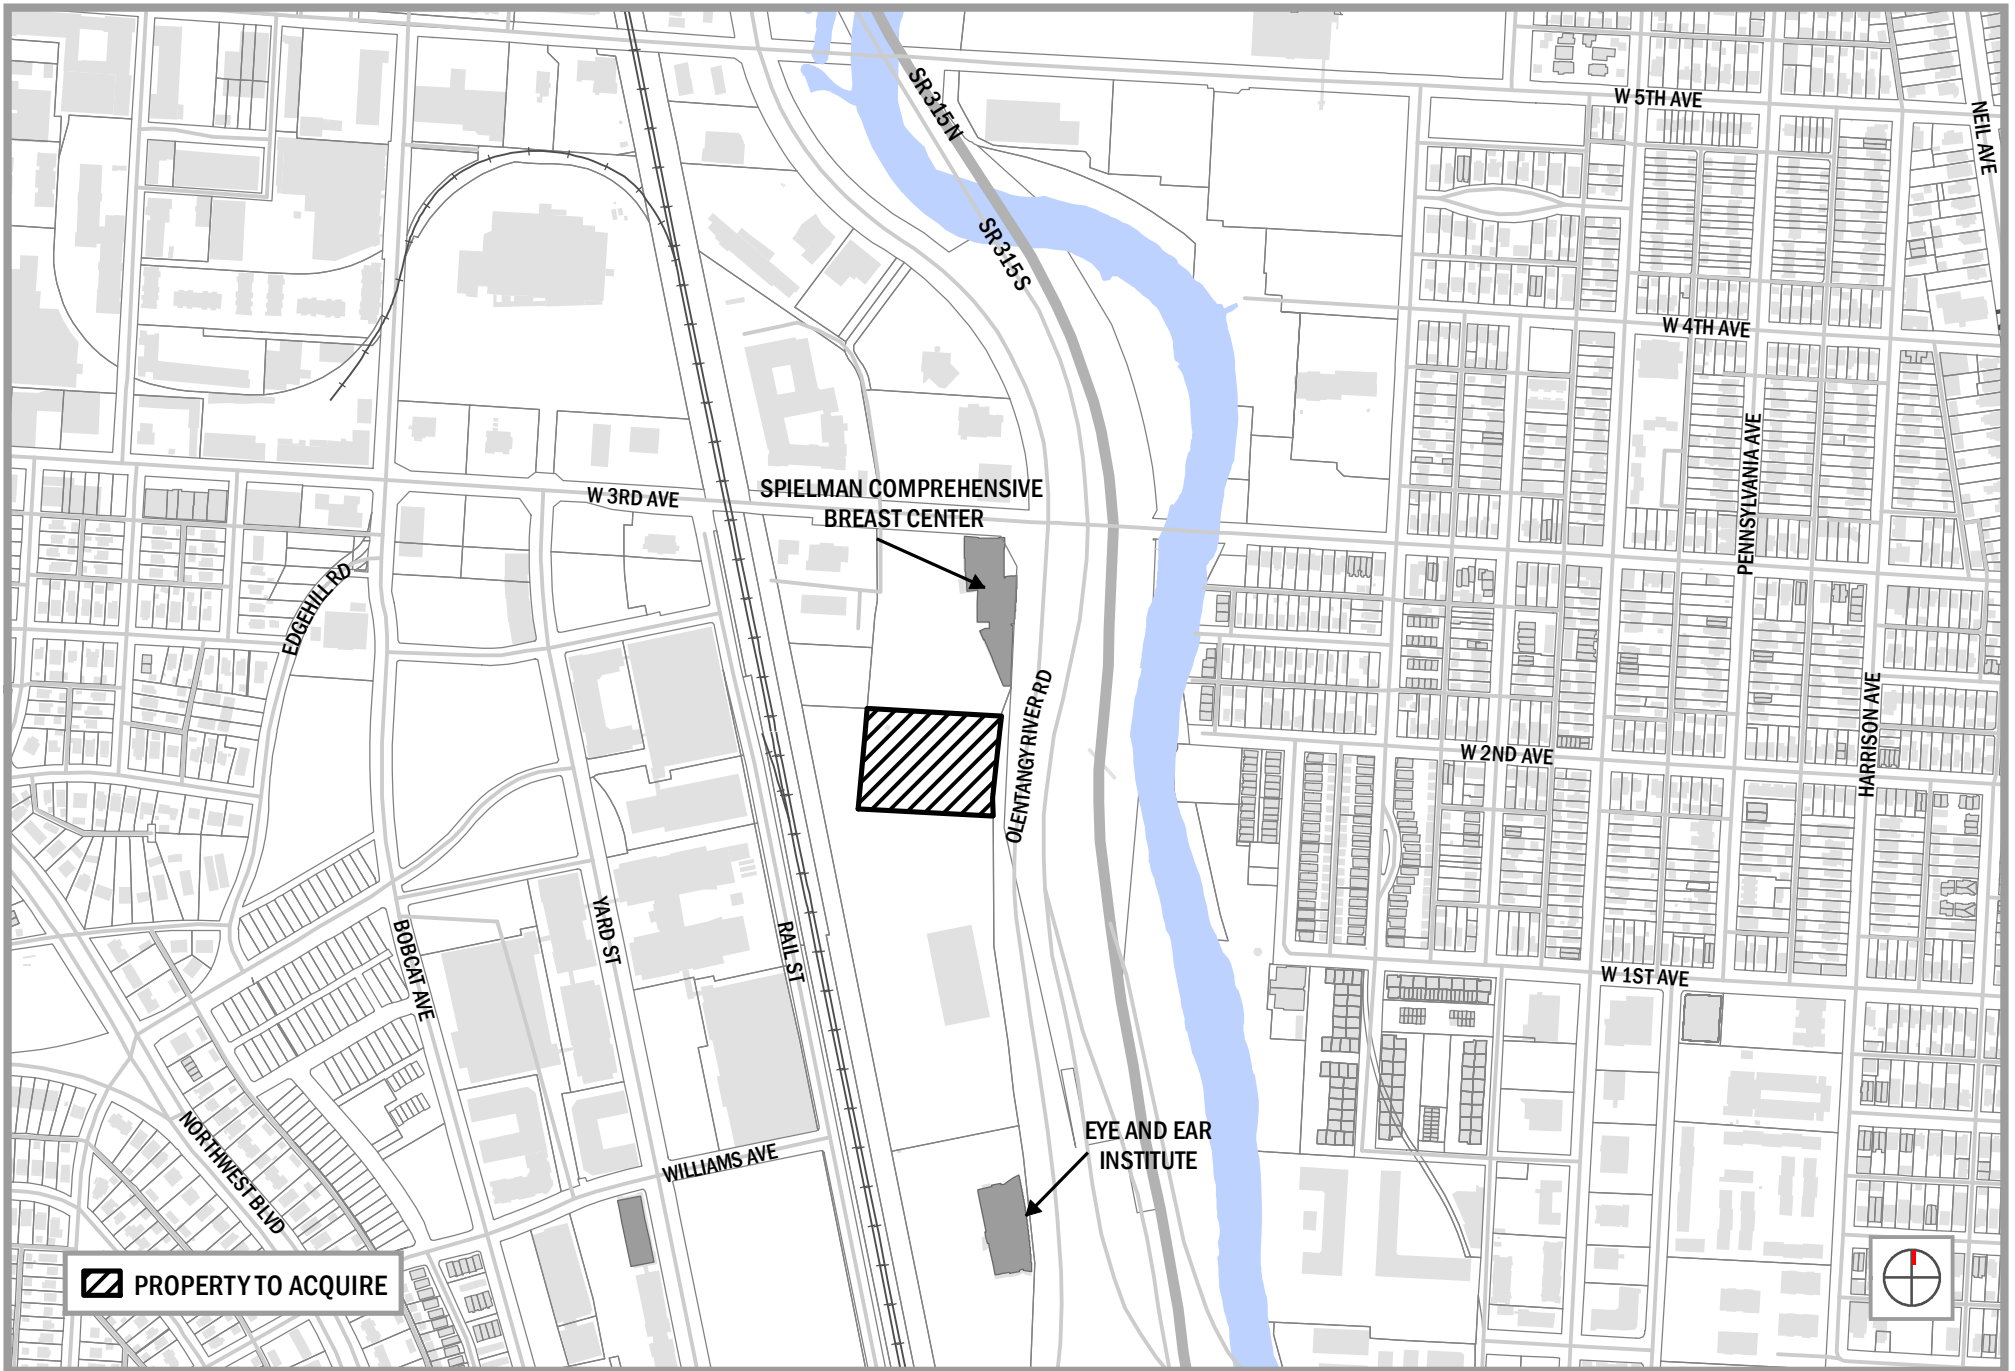 SR 315 N
W 5TH AVE
NEIL AVE
SR 315 S
W 4TH AVE
PENNSYLVANIA AVE
W 3RD AVE
SPIELMAN COMPREHENSIVE
BREAST CENTER
EDGEHILL RD
OLENTANGY RIVER RD
HARRISON AVE
W 2ND AVE
YARD ST
BOBCAT AVE
RAIL ST
W 1ST AVE
NORTHWEST BLVD
WILLIAMS AVE
EYE AND EAR
INSTITUTE
PROPERTY TO ACQUIRE